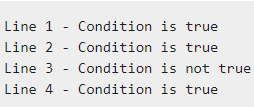 Line 1 - Condition is true
Line 2 - Condition is true
Line 3 - Condition is not true
Line 4 - Condition is true